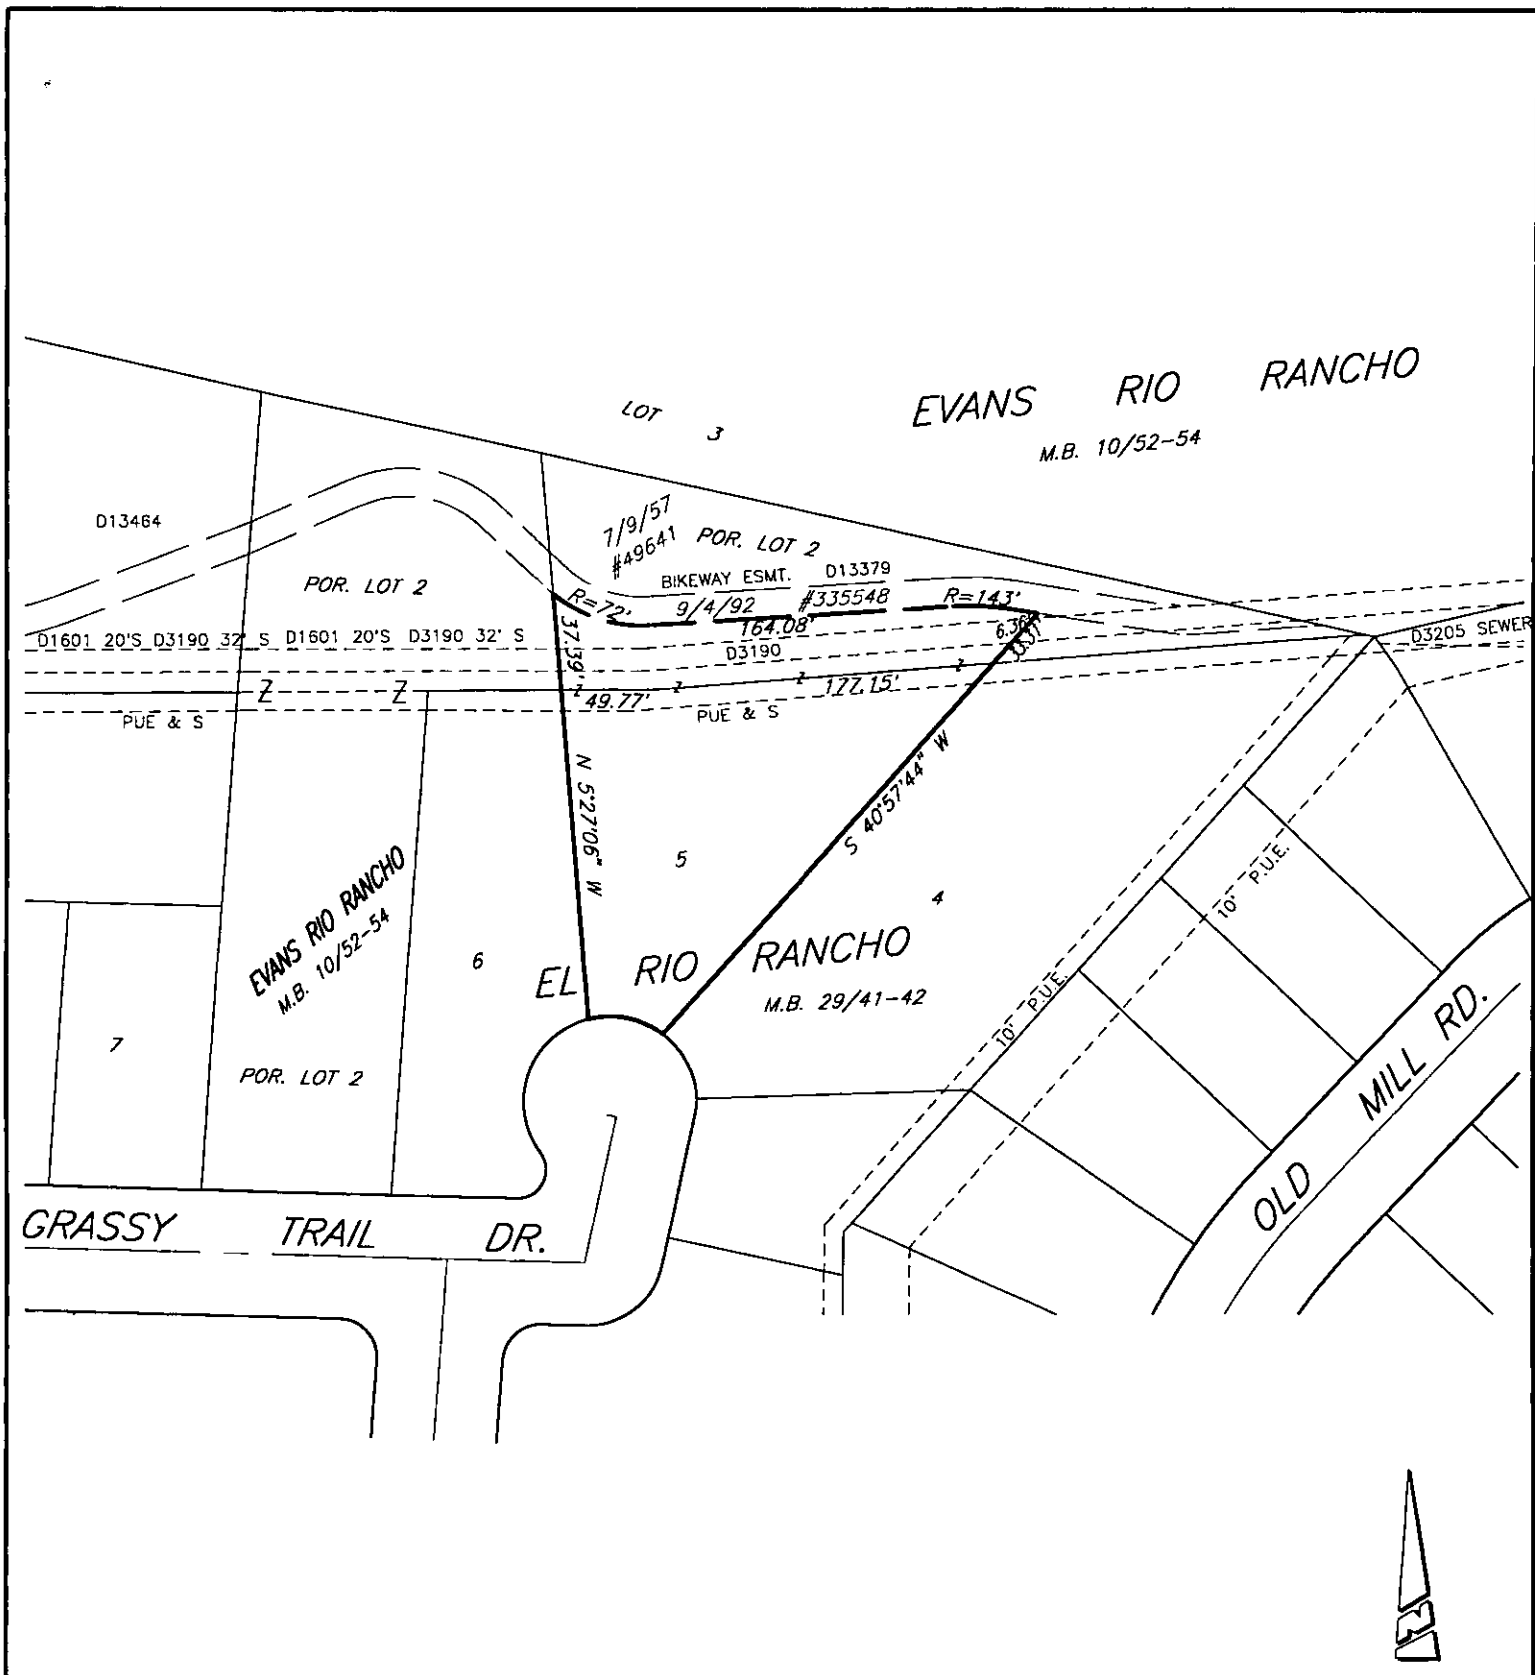 EVANS RIO RANCHO
M.B. 10/52-54
LOT 3
7/9/57
#49641
POR. LOT 2
D13464
BIKEWAY ESMT. D13379
9/4/92 #335548
POR. LOT 2
R=72'
R=143'
164.08'
6.36'
33.37'
D1601 20'S D3190 32' S D1601 20'S D3190 32' S
D3190
D3205 SEWER
37.39'
49.77'
177.15'
PUE & S
PUE & S
N 5°27'06" W
S 40°57'44" W
5
4
10' P.U.E.
EVANS RIO RANCHO
M.B. 10/52-54
6
EL RIO RANCHO
M.B. 29/41-42
10' P.U.E.
7
POR. LOT 2
OLD MILL RD.
GRASSY TRAIL DR.
N